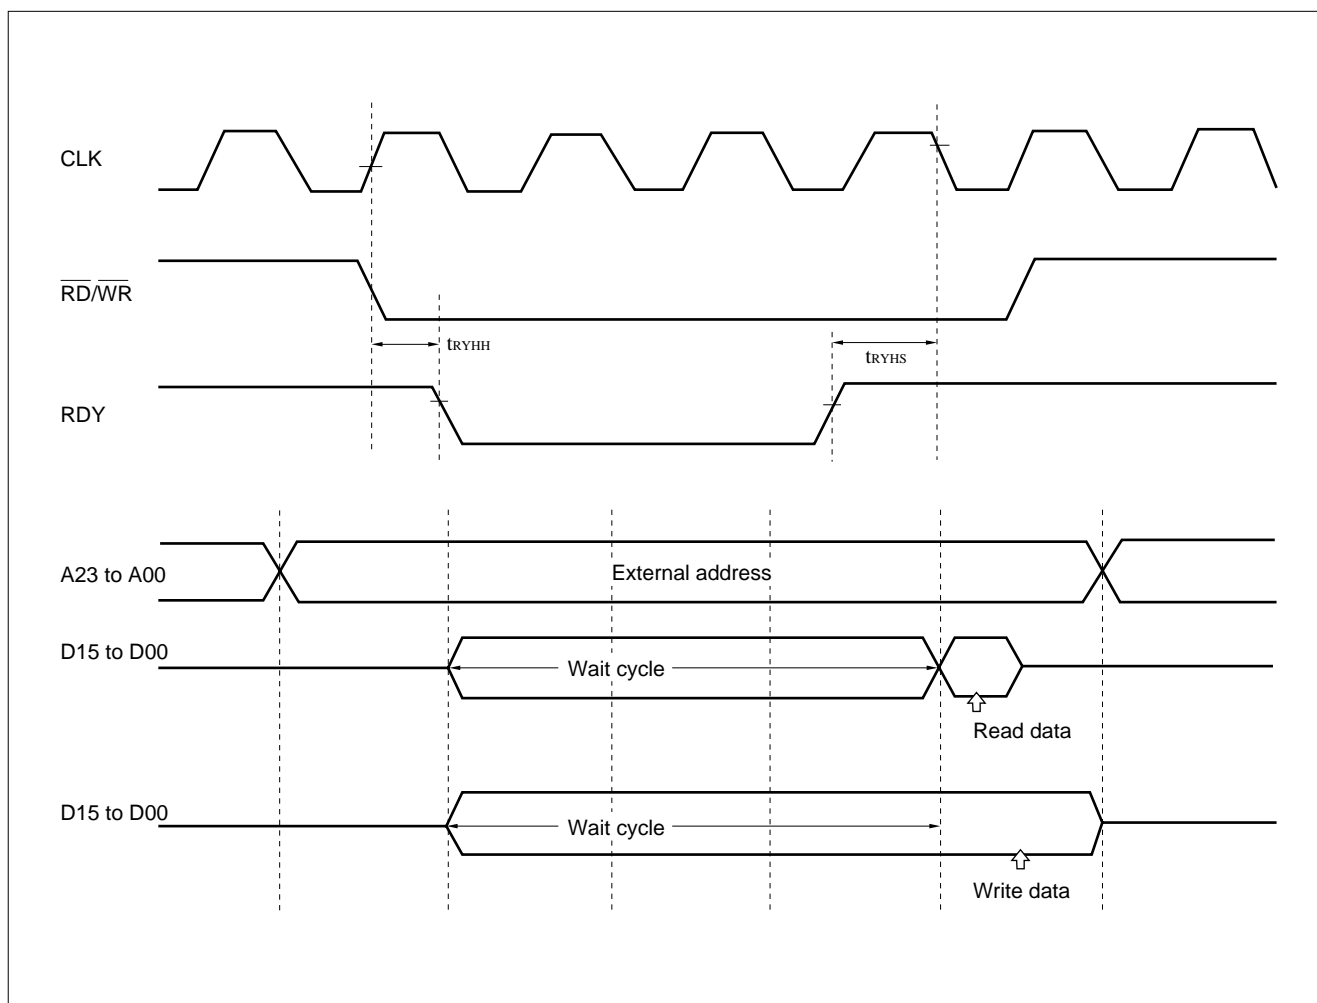 CLK
RD/WR
tRYHH
tRYHS
RDY
External address
A23 to A00
D15 to D00
Wait cycle
Read data
D15 to D00
Wait cycle
Write data